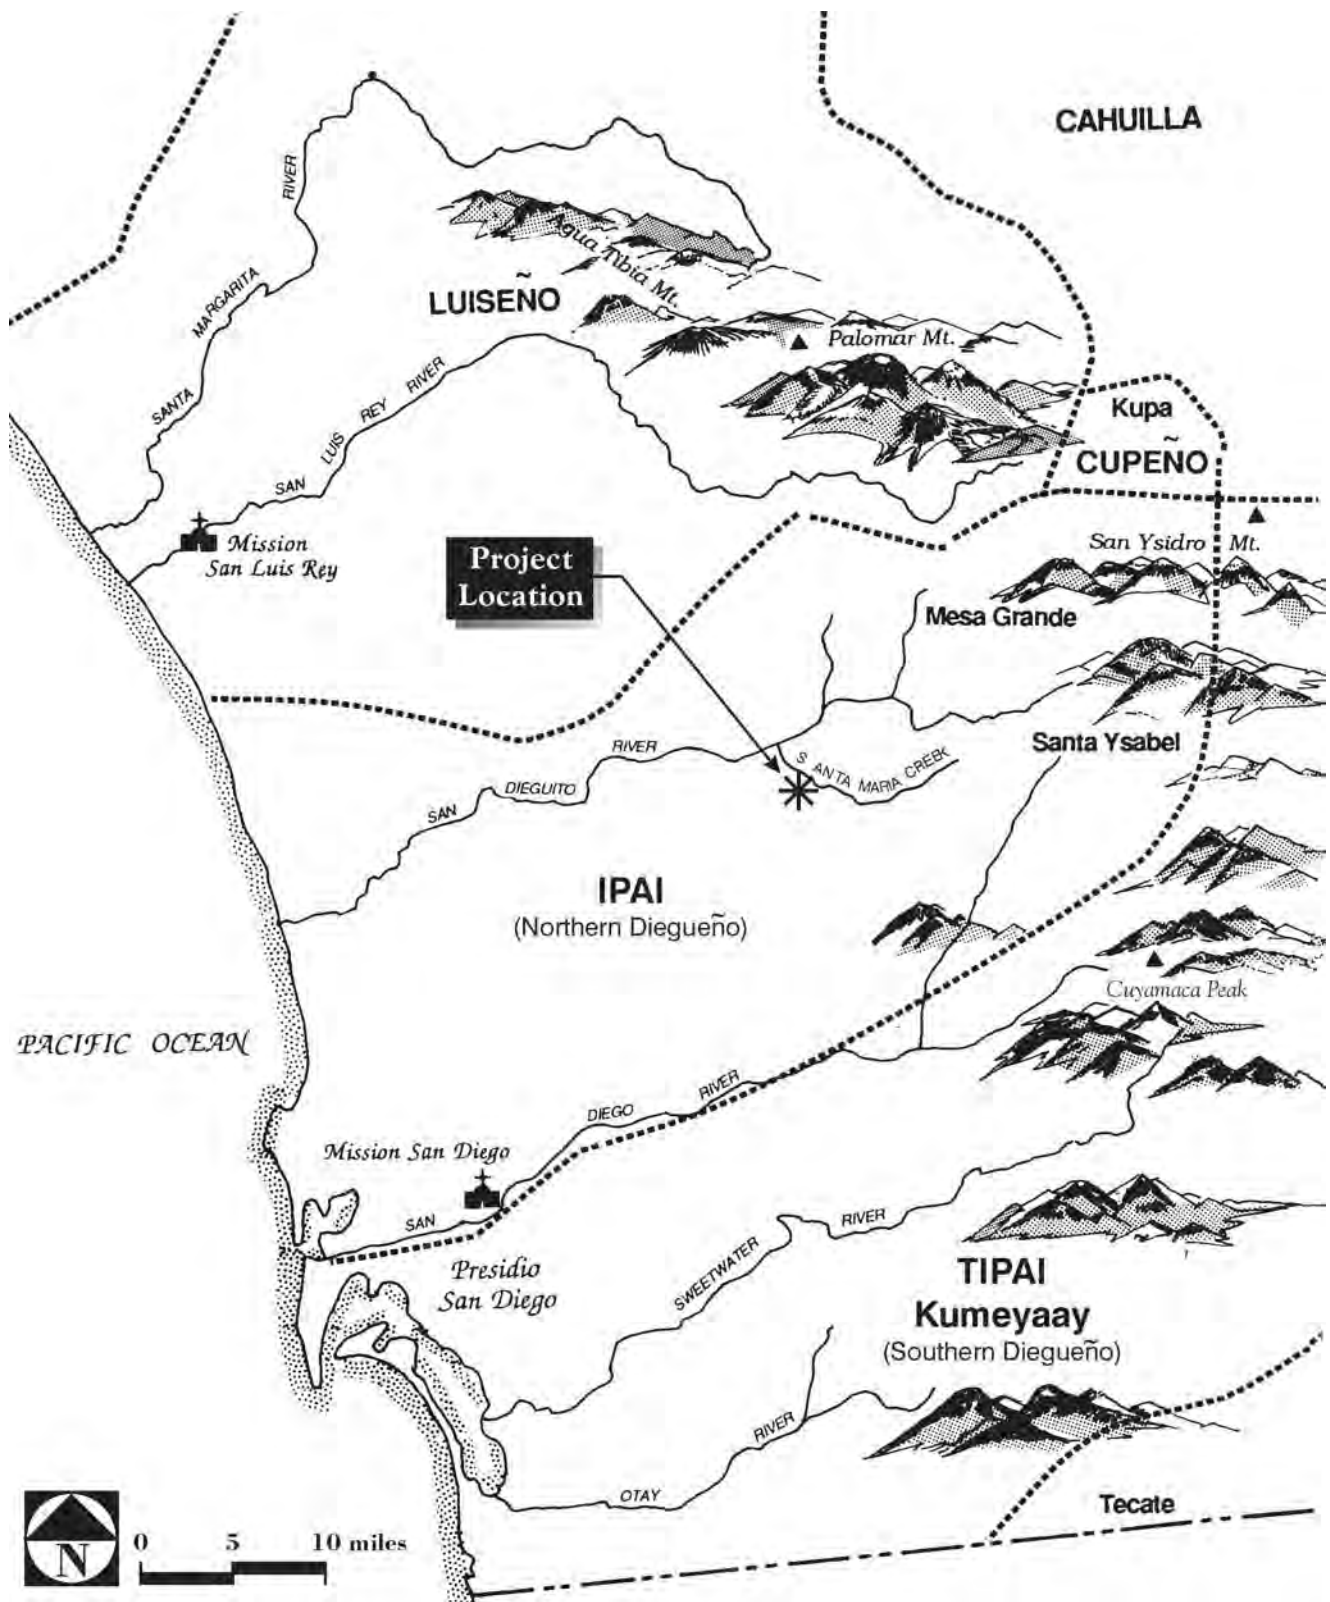 CAHUILLA
RIVER
MARGARITA
SANTA
Agua Tibia Mt.
LUISEÑO
Palomar Mt.
Kupa
CUPEÑO
RIVER
REY
LUIS
SAN
Mission
San Luis Rey
Project
Location
San Ysidro Mt.
Mesa Grande
Santa Ysabel
SANTA MARIA CREEK
RIVER
DIEGUITO
SAN
IPAI
(Northern Diegueño)
Cuyamaca Peak
PACIFIC OCEAN
RIVER
DIEGO
SAN
Mission San Diego
Presidio
San Diego
RIVER
SWEETWATER
TIPAI
Kumeyaay
(Southern Diegueño)
RIVER
OTAY
Tecate
N
0 5 10 miles